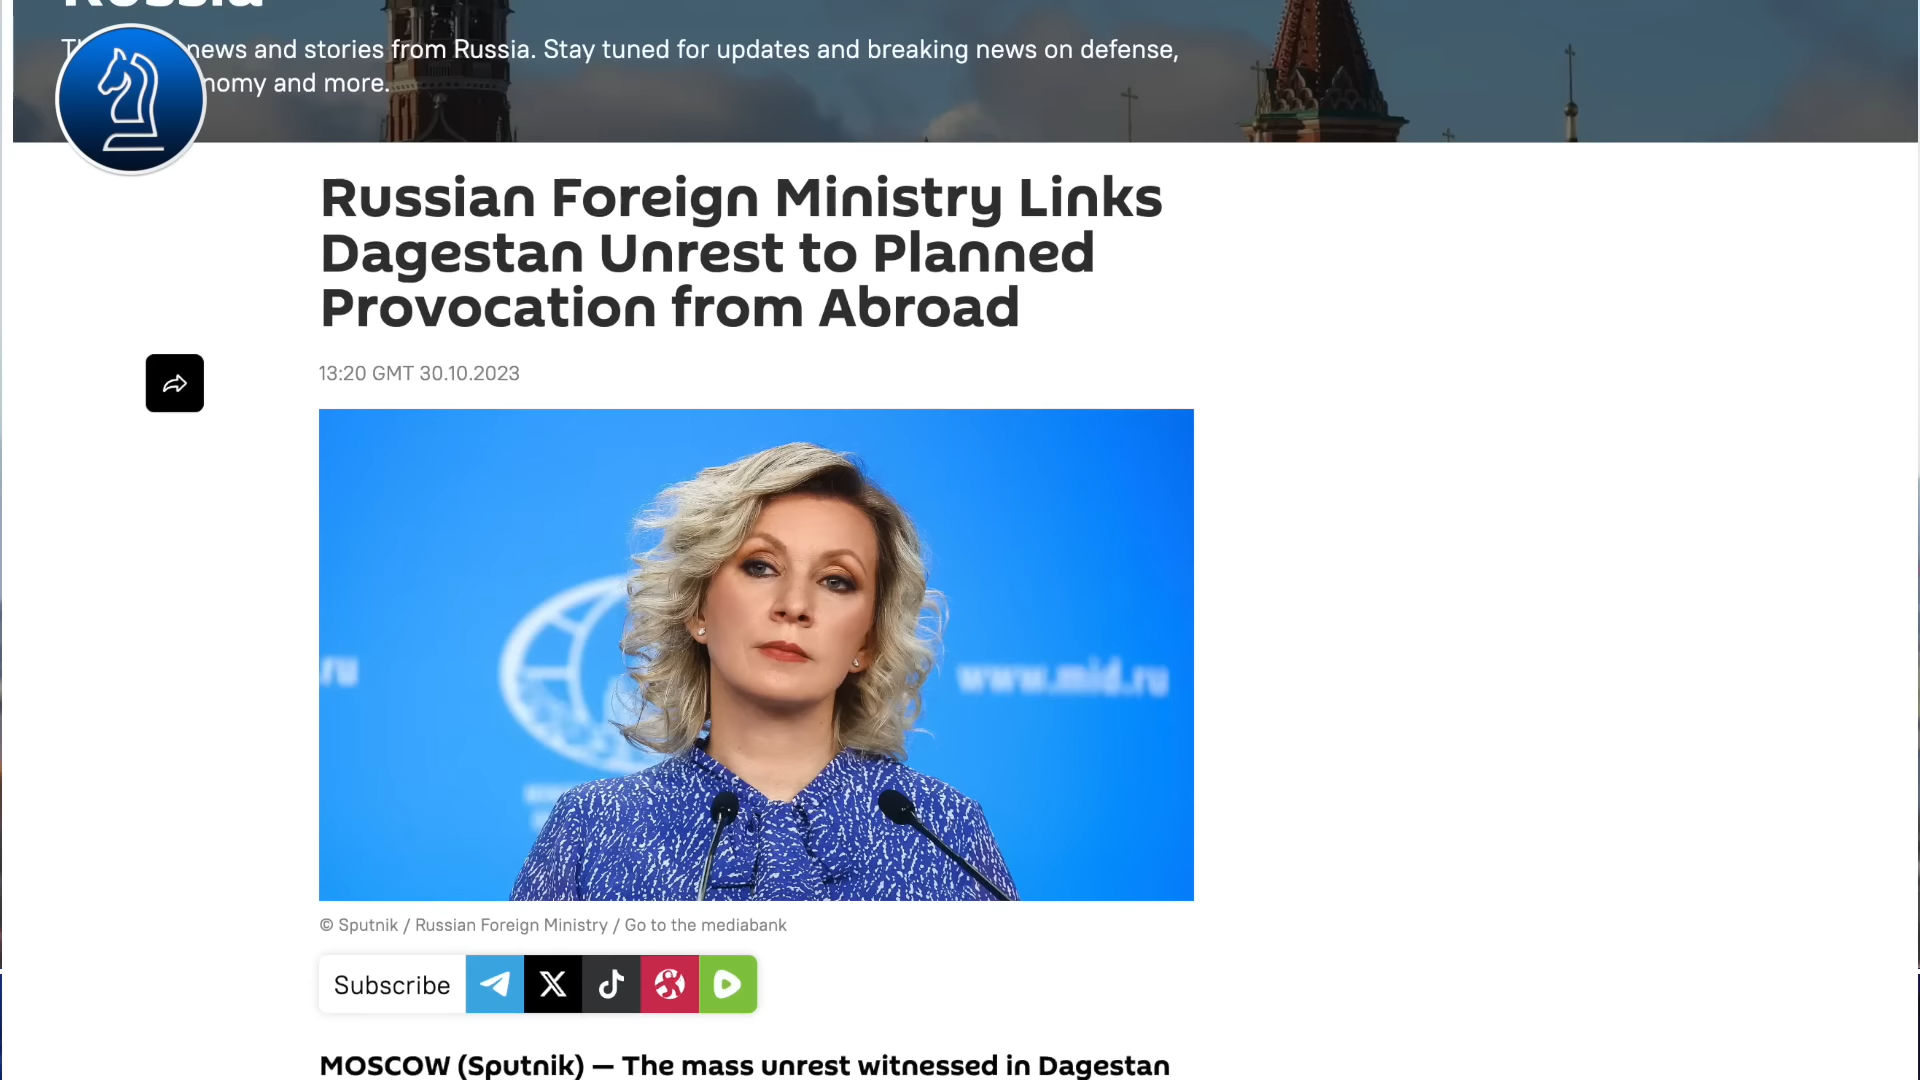 Russia
news and stories from Russia. Stay tuned for updates and breaking news on defense,
and more.
Russian Foreign Ministry Links
Dagestan Unrest to Planned
Provocation from Abroad
13:20 GMT 30.10.2023
.ru
www.mid.ru
© Sputnik / Russian Foreign Ministry / Go to the mediabank
Subscribe
MOSCOW (Sputnik) — The mass unrest witnessed in Dagestan